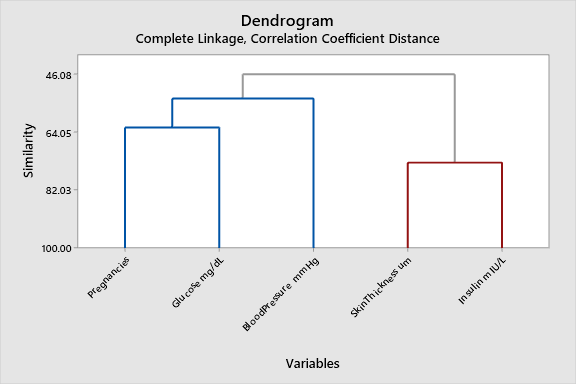 Dendrogram
Complete Linkage, Correlation Coefficient Distance
46.08
64.05
82.03
100.00
Similarity
Pregnancies
Glucose mg/dL
BloodPressure mmHg
SkinThickness um
Insulin mIU/L
Variables